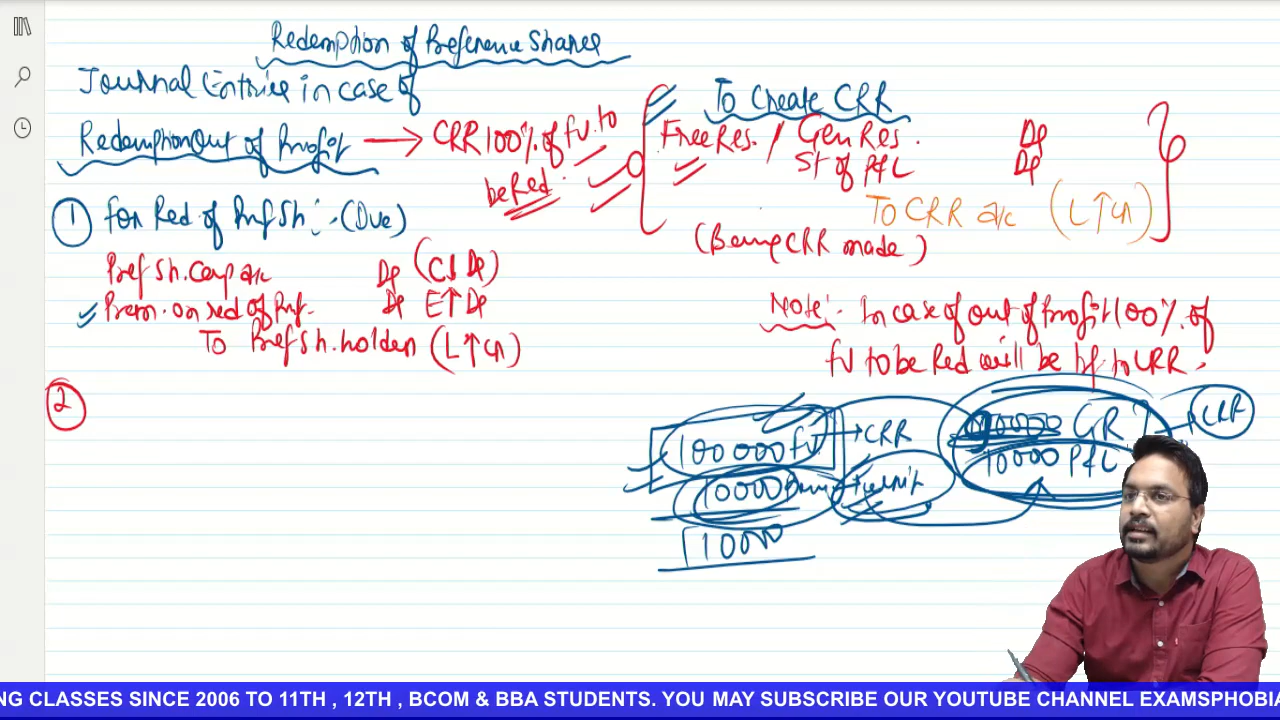 Redemption of Preference Shares
Journal Entries in case of
Redemption Out of Profit → CRR 100% of fv. to
be Red.
① for Red of Pref Sh :- (Due)
Pref Sh. Cap a/c Dr (C↓ Dr)
Prem. on red of Pref. Dr E↑ Dr
To Pref Sh. holders (L↑ Cr)
②
To Create CRR
Free Res. / Gen Res. Dr
St of P&L Dr
To CRR a/c (L↑ Cr)
(Being CRR made)
Note:- In case of out of Profit 100% of
fv to be Red will be tf to CRR.
100000 fv → CRR
10000
GR → CRR
10000 P&L
NG CLASSES SINCE 2006 TO 11TH , 12TH , BCOM & BBA STUDENTS. YOU MAY SUBSCRIBE OUR YOUTUBE CHANNEL EXAMSPHOBIA